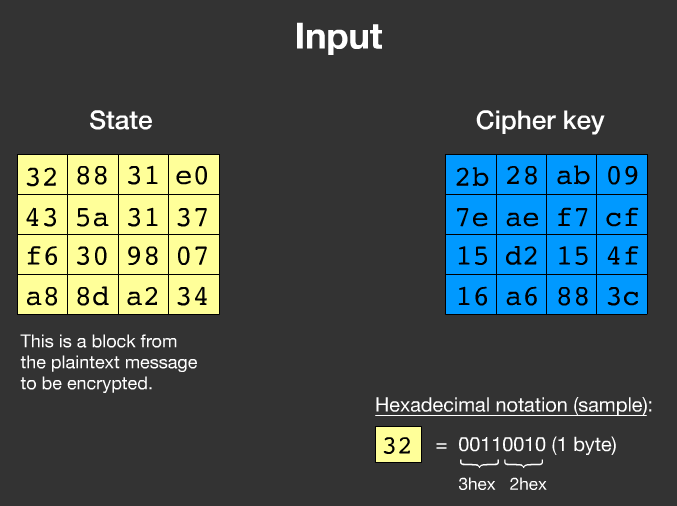 Input
State
Cipher key
32 88 31 e0
43 5a 31 37
f6 30 98 07
a8 8d a2 34
2b 28 ab 09
7e ae f7 cf
15 d2 15 4f
16 a6 88 3c
This is a block from
the plaintext message
to be encrypted.
Hexadecimal notation (sample):
32 = 00110010 (1 byte)
3hex 2hex